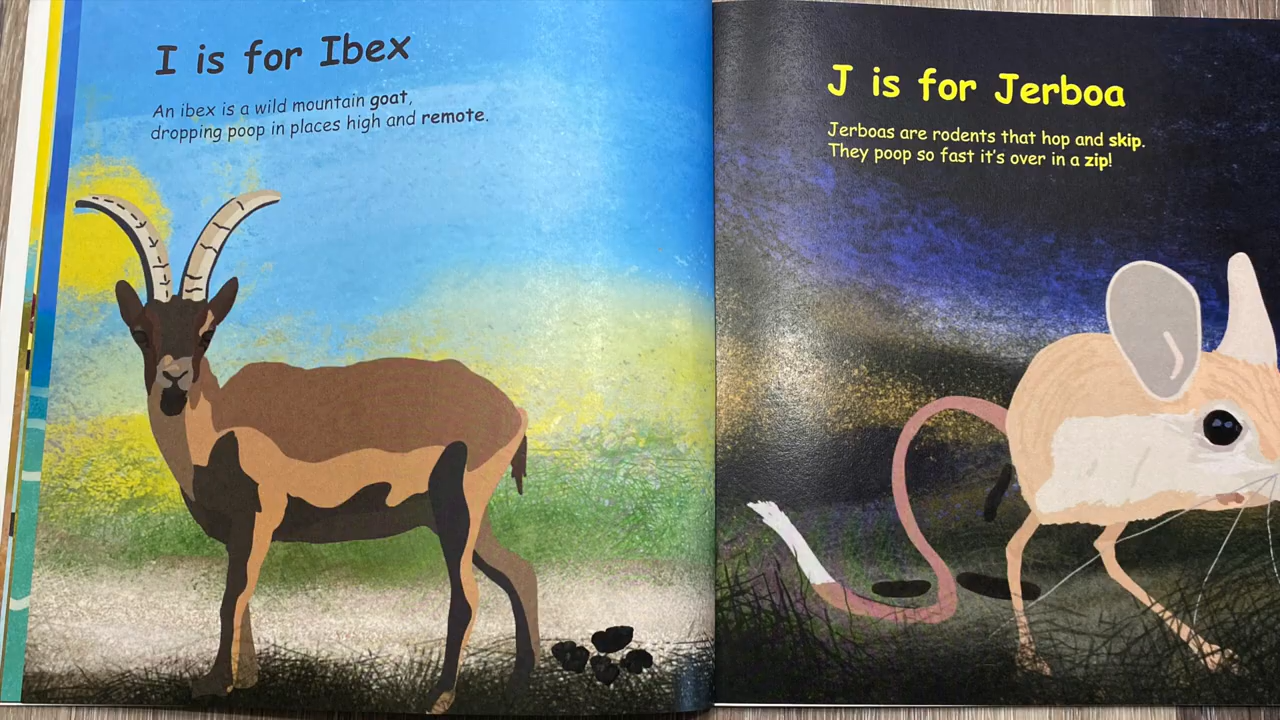 I is for Ibex
An ibex is a wild mountain goat,
dropping poop in places high and remote.
J is for Jerboa
Jerboas are rodents that hop and skip.
They poop so fast it's over in a zip!